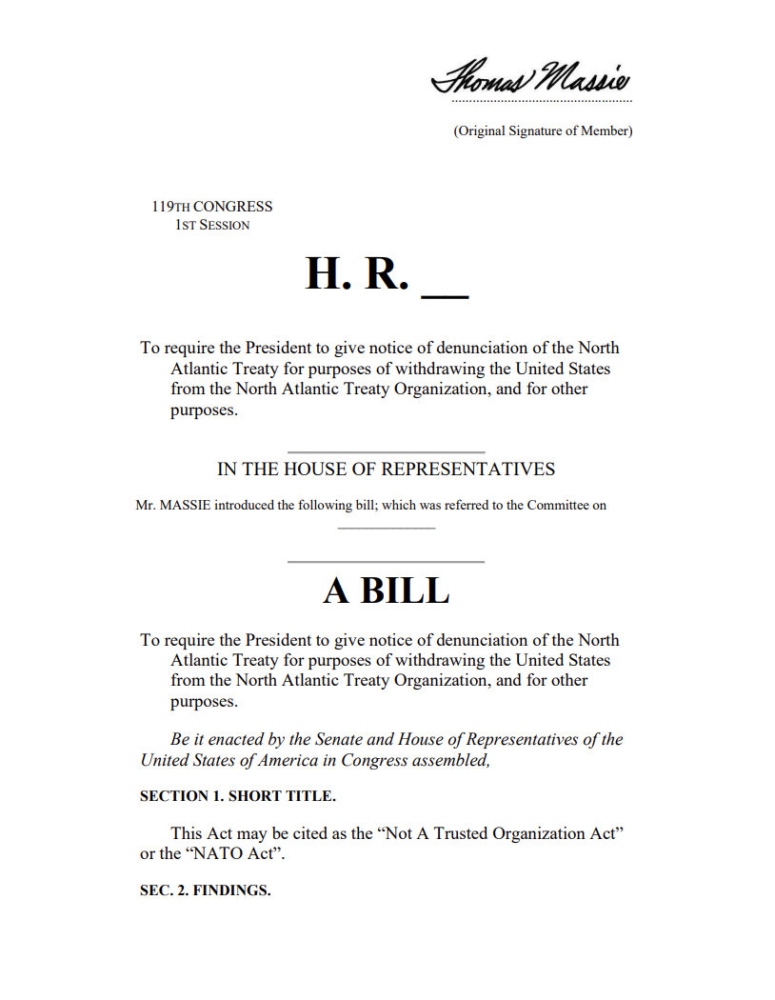 Thomas Massie
(Original Signature of Member)
119TH CONGRESS
1ST SESSION
H. R. __
To require the President to give notice of denunciation of the North
Atlantic Treaty for purposes of withdrawing the United States
from the North Atlantic Treaty Organization, and for other
purposes.
IN THE HOUSE OF REPRESENTATIVES
Mr. MASSIE introduced the following bill; which was referred to the Committee on
______________
A BILL
To require the President to give notice of denunciation of the North
Atlantic Treaty for purposes of withdrawing the United States
from the North Atlantic Treaty Organization, and for other
purposes.
Be it enacted by the Senate and House of Representatives of the
United States of America in Congress assembled,
SECTION 1. SHORT TITLE.
This Act may be cited as the “Not A Trusted Organization Act”
or the “NATO Act”.
SEC. 2. FINDINGS.